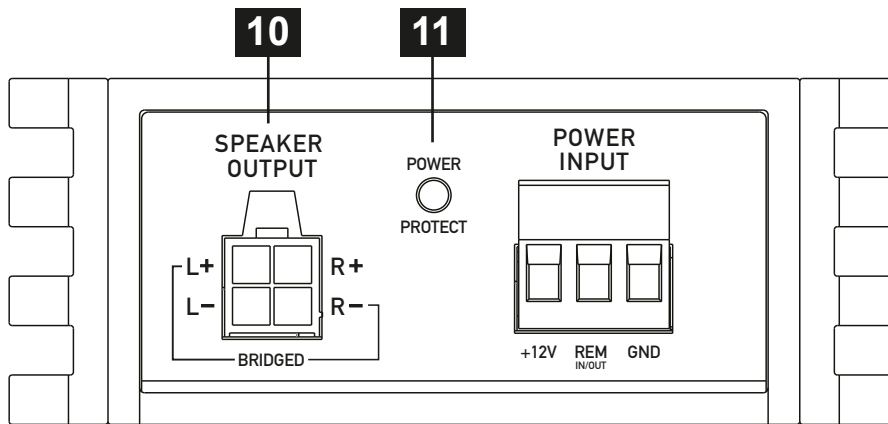 10 11
SPEAKER
OUTPUT
POWER
PROTECT
POWER
INPUT
L+ R+
L− R−
BRIDGED
+12V REM GND
IN/OUT